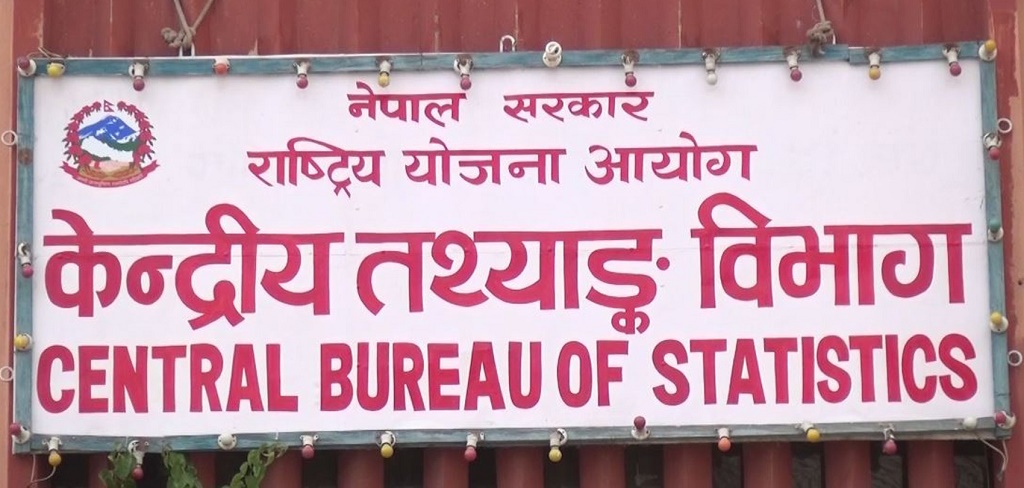 नेपाल सरकार
राष्ट्रिय योजना आयोग
केन्द्रीय तथ्याङ्क विभाग
CENTRAL BUREAU OF STATISTICS